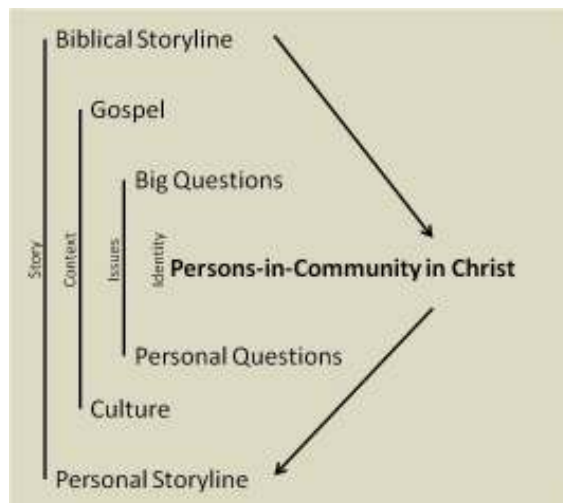 Biblical Storyline
Gospel
Big Questions
Story
Context
Issues
Identity
Persons-in-Community in Christ
Personal Questions
Culture
Personal Storyline